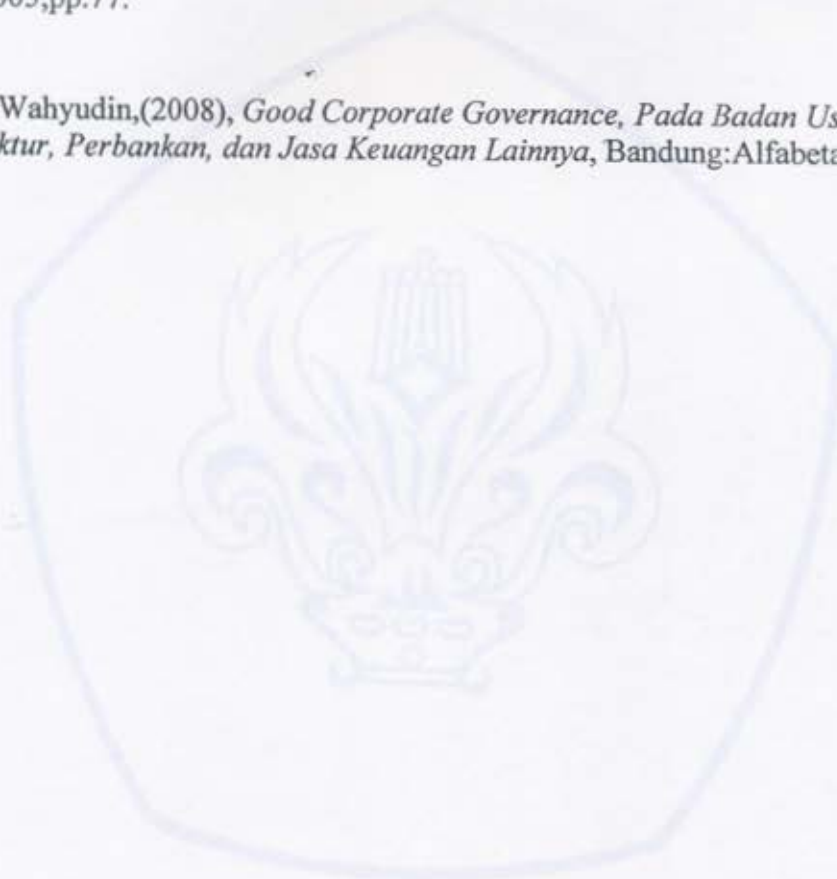 Wahyudin,(2008), Good Corporate Governance, Pada Badan Us
ktur, Perbankan, dan Jasa Keuangan Lainnya, Bandung:Alfabeta